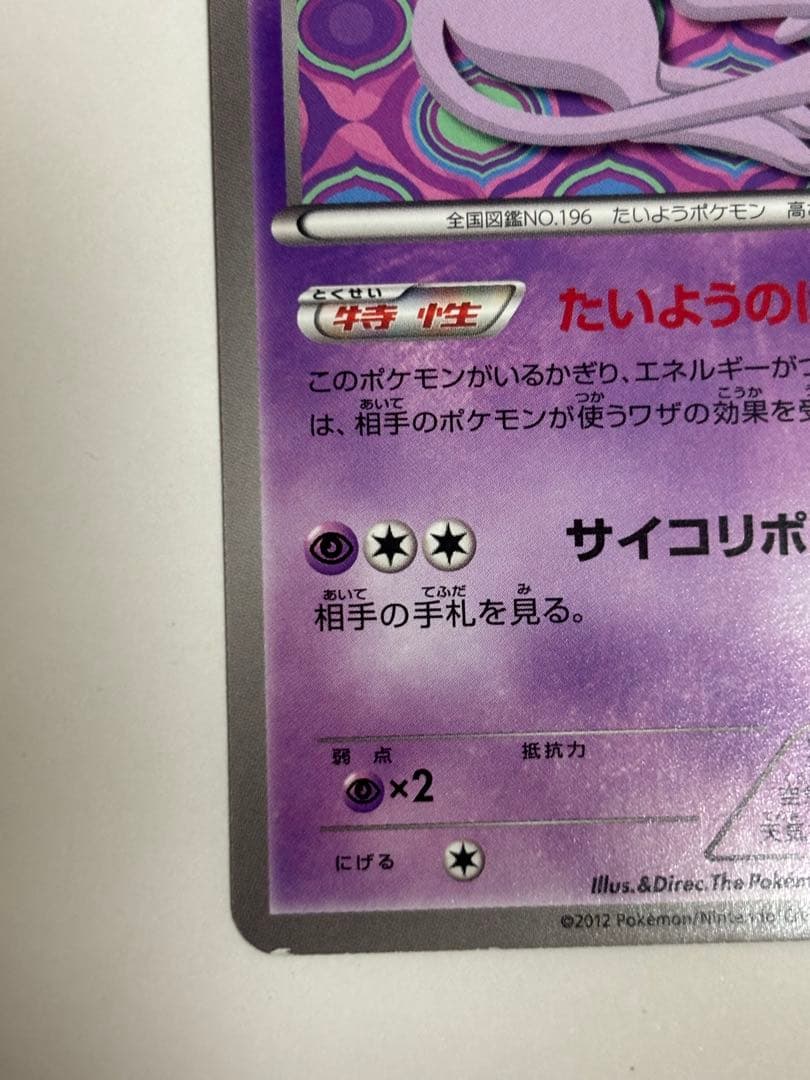 全国図鑑NO.196 たいようポケモン 高
とくせい
特性 たいようの
このポケモンがいるかぎり、エネルギーが
あいて つか こうか
は、相手のポケモンが使うワザの効果を
サイコリポ
あいて てふだ み
相手の手札を見る。
弱点 抵抗力
×2
にげる
天気
Illus.&Direc.The Pokém
©2012 Pokémon/Nintendo/Cr